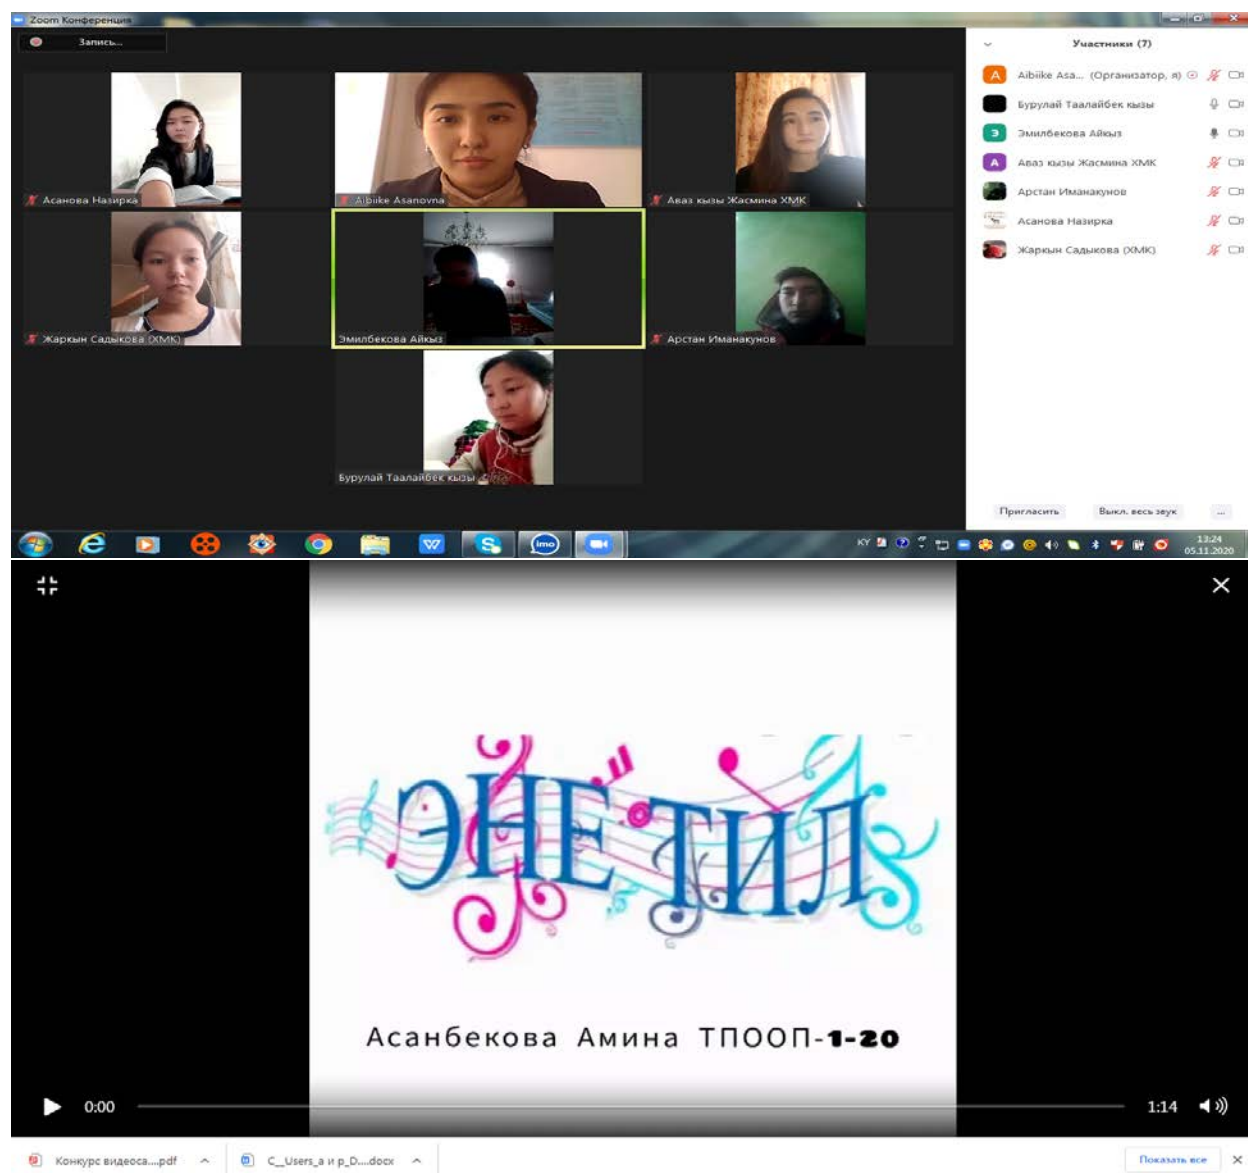 Zoom Конференция
Запись...
Участники (7)
Aibiike Asa... (Организатор, я)
Бурулай Таалайбек кызы
Э Эмилбекова Айкыз
А Аваз кызы Жасмина ХМК
Арстан Иманакунов
Асанова Назирка
Жаркын Садыкова (ХМК)
Асанова Назирка
Aibiike Asanovna
Аваз кызы Жасмина ХМК
Жаркын Садыкова (ХМК)
Эмилбекова Айкыз
Арстан Иманакунов
Бурулай Таалайбек кызы
Пригласить Выкл. весь звук ...
imo
KY
13:24
05.11.2020
ЭНЕ ТИЛ
Асанбекова Амина ТПООП-1-20
0:00
1:14
Конкурс видеоса....pdf
C__Users_а и р_D....docx
Показать все